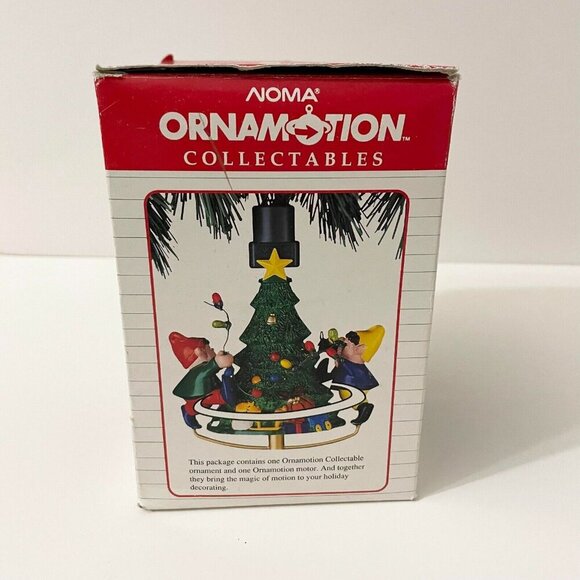 NOMA®
ORNAMOTION™
COLLECTABLES
This package contains one Ornamotion Collectable
ornament and one Ornamotion motor. And together
they bring the magic of motion to your holiday
decorating.